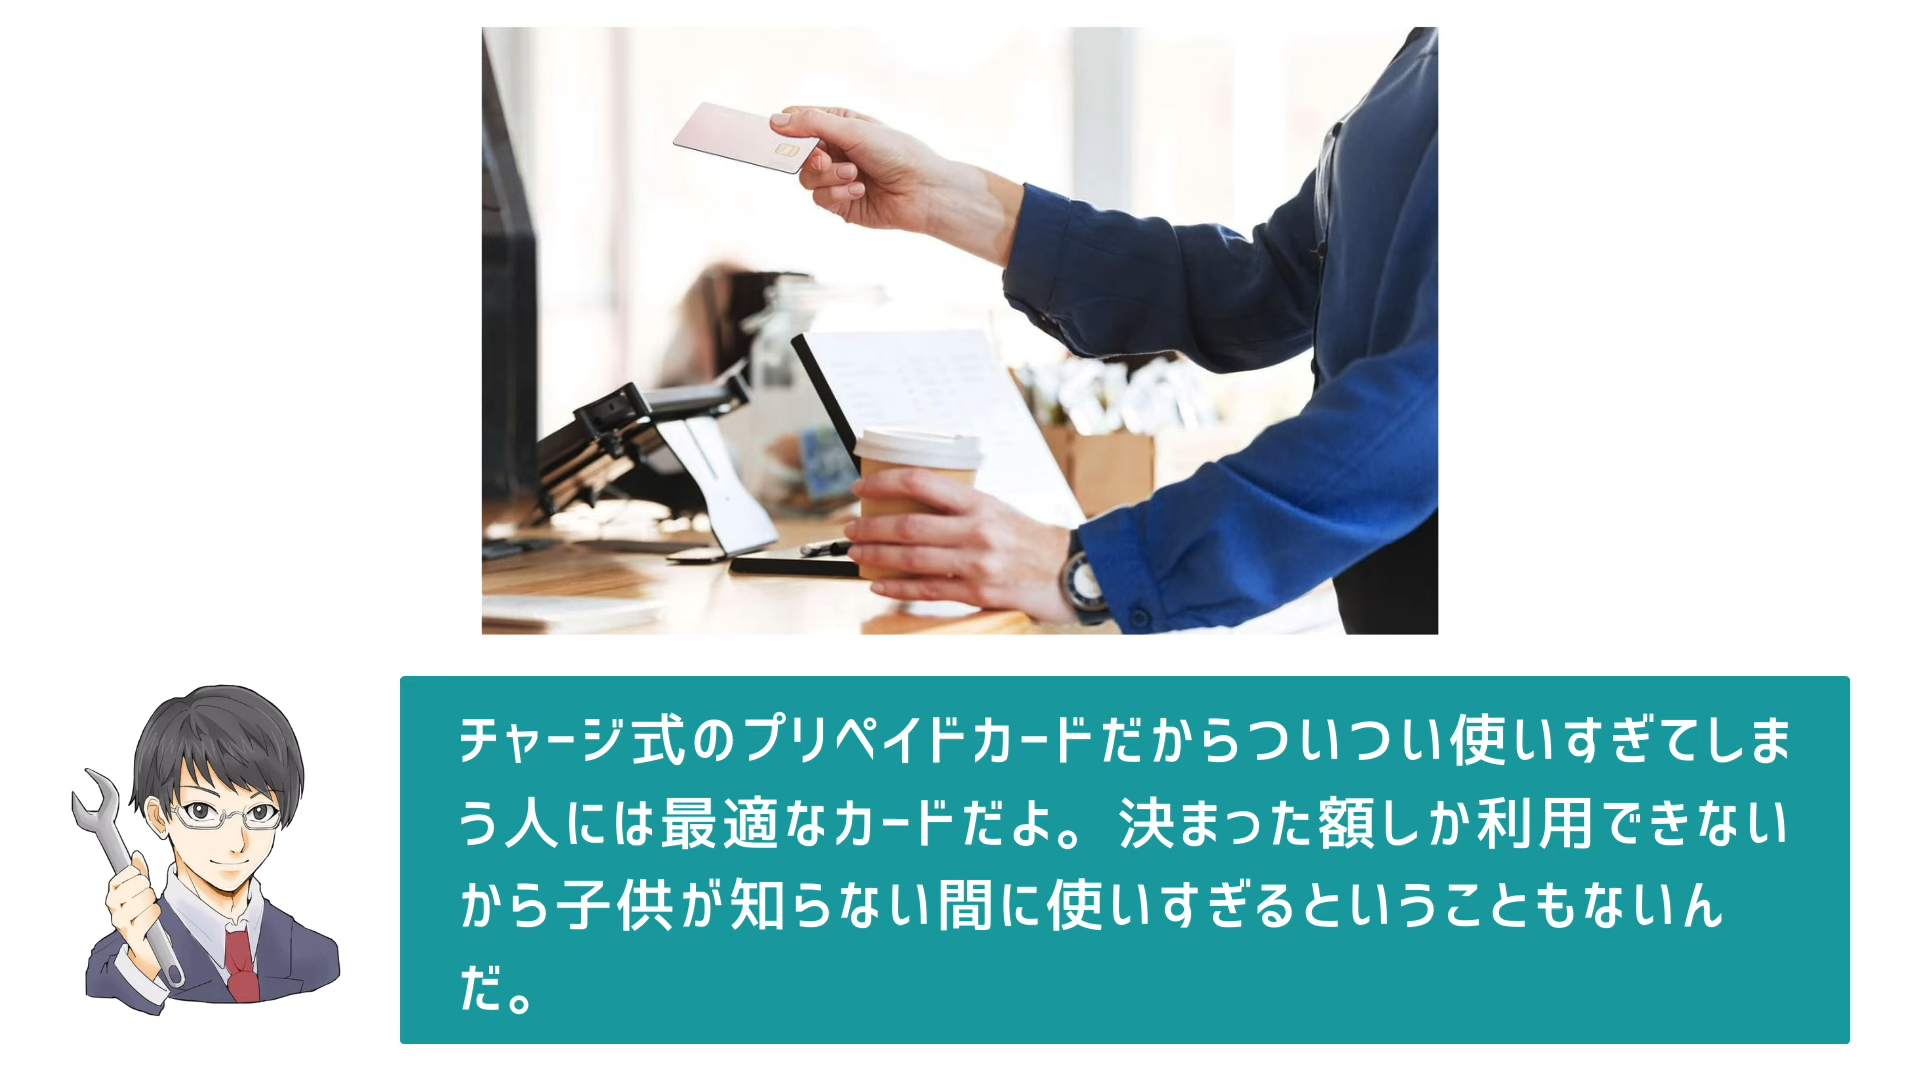 チャージ式のプリペイドカードだからついつい使いすぎてしま
う人には最適なカードだよ。決まった額しか利用できない
から子供が知らない間に使いすぎるということもないん
だ。